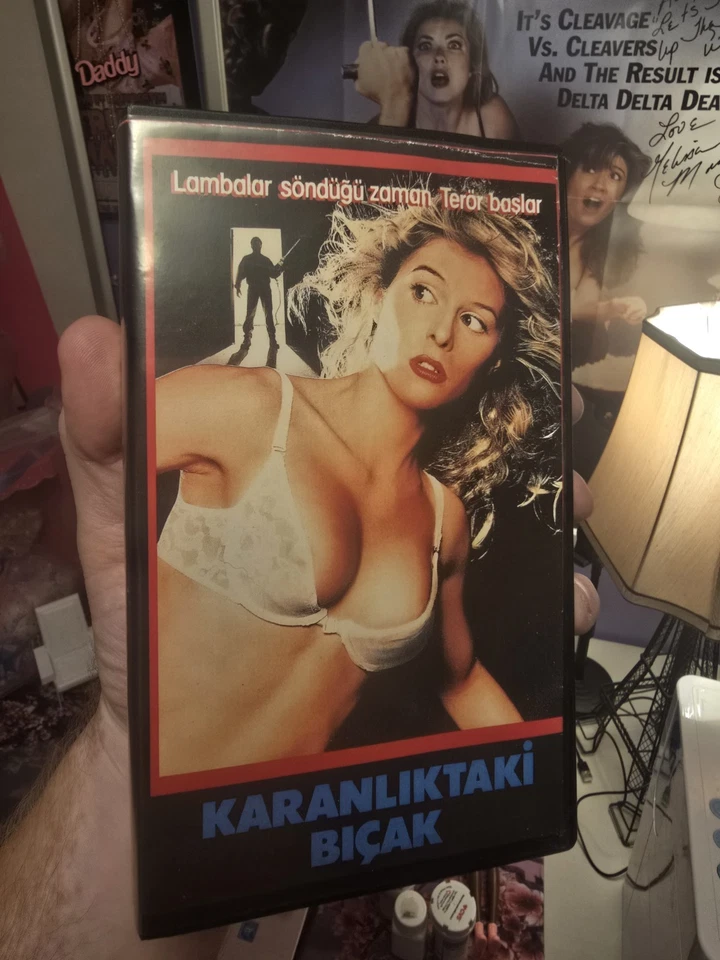 Daddy
IT'S CLEAVAGE
VS. CLEAVERS
AND THE RESULT IS
DELTA DELTA DEA
Love
Lambalar söndüğü zaman Terör başlar
KARANLIKTAKİ
BIÇAK